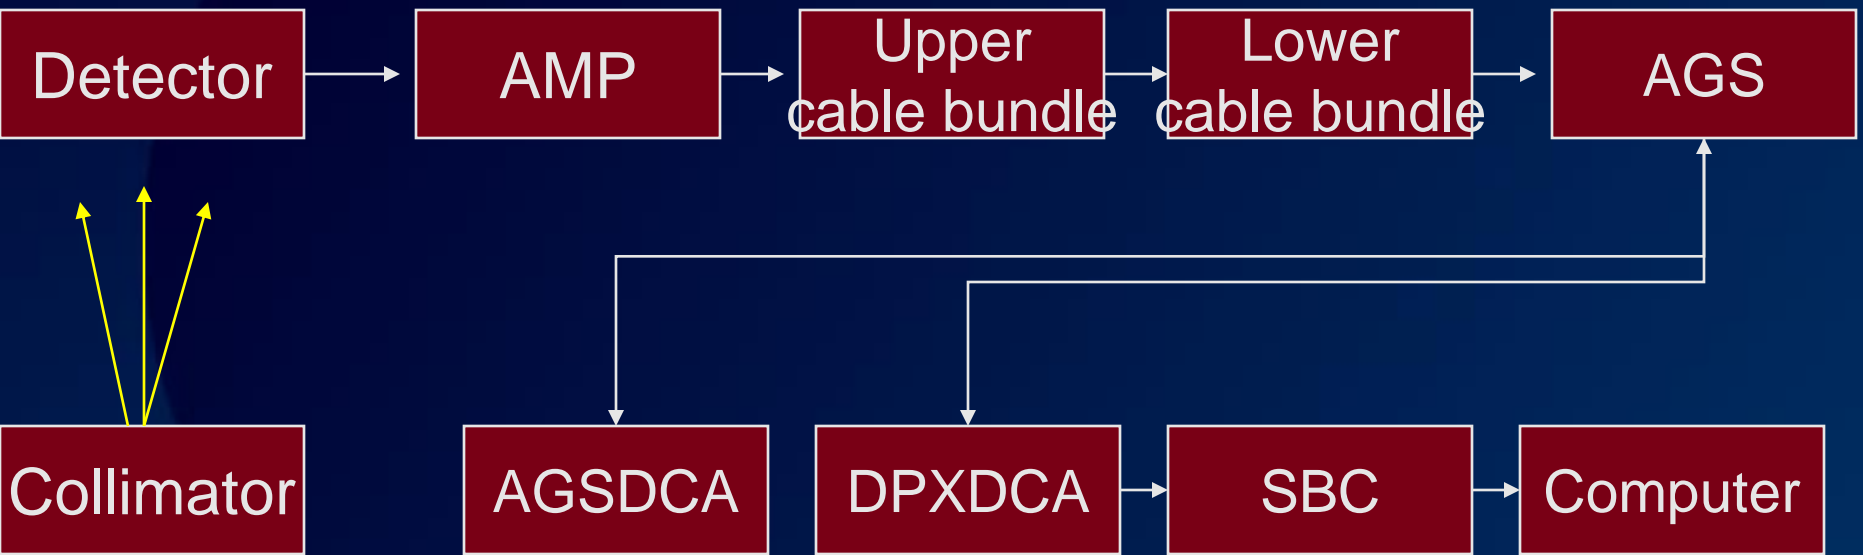 Detector
AMP
Upper
cable bundle
Lower
cable bundle
AGS
Collimator
AGSDCA
DPXDCA
SBC
Computer